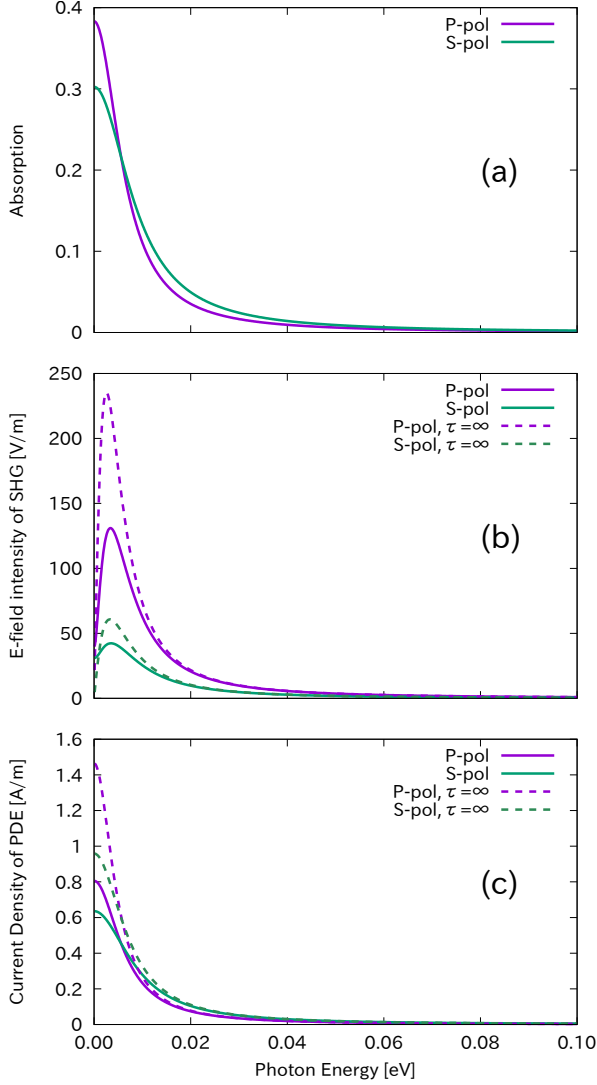 0.4
0.3
0.2
0.1
0
Absorption
P-pol
S-pol
(a)
250
200
150
100
50
0
E-field intensity of SHG [V/m]
P-pol
S-pol
P-pol, τ=∞
S-pol, τ=∞
(b)
1.6
1.4
1.2
1
0.8
0.6
0.4
0.2
0
Current Density of PDE [A/m]
P-pol
S-pol
P-pol, τ=∞
S-pol, τ=∞
(c)
0.00 0.02 0.04 0.06 0.08 0.10
Photon Energy [eV]